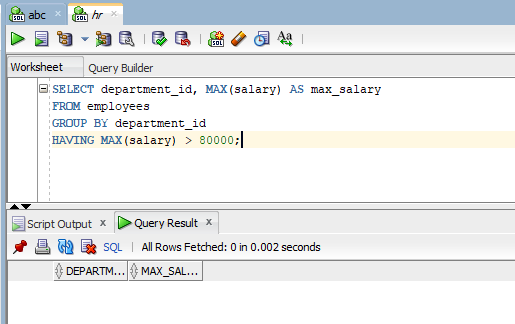 abc x hr x
Aa
Worksheet Query Builder
SELECT department_id, MAX(salary) AS max_salary
FROM employees
GROUP BY department_id
HAVING MAX(salary) > 80000;
Script Output x Query Result x
SQL | All Rows Fetched: 0 in 0.002 seconds
DEPARTM... MAX_SAL...